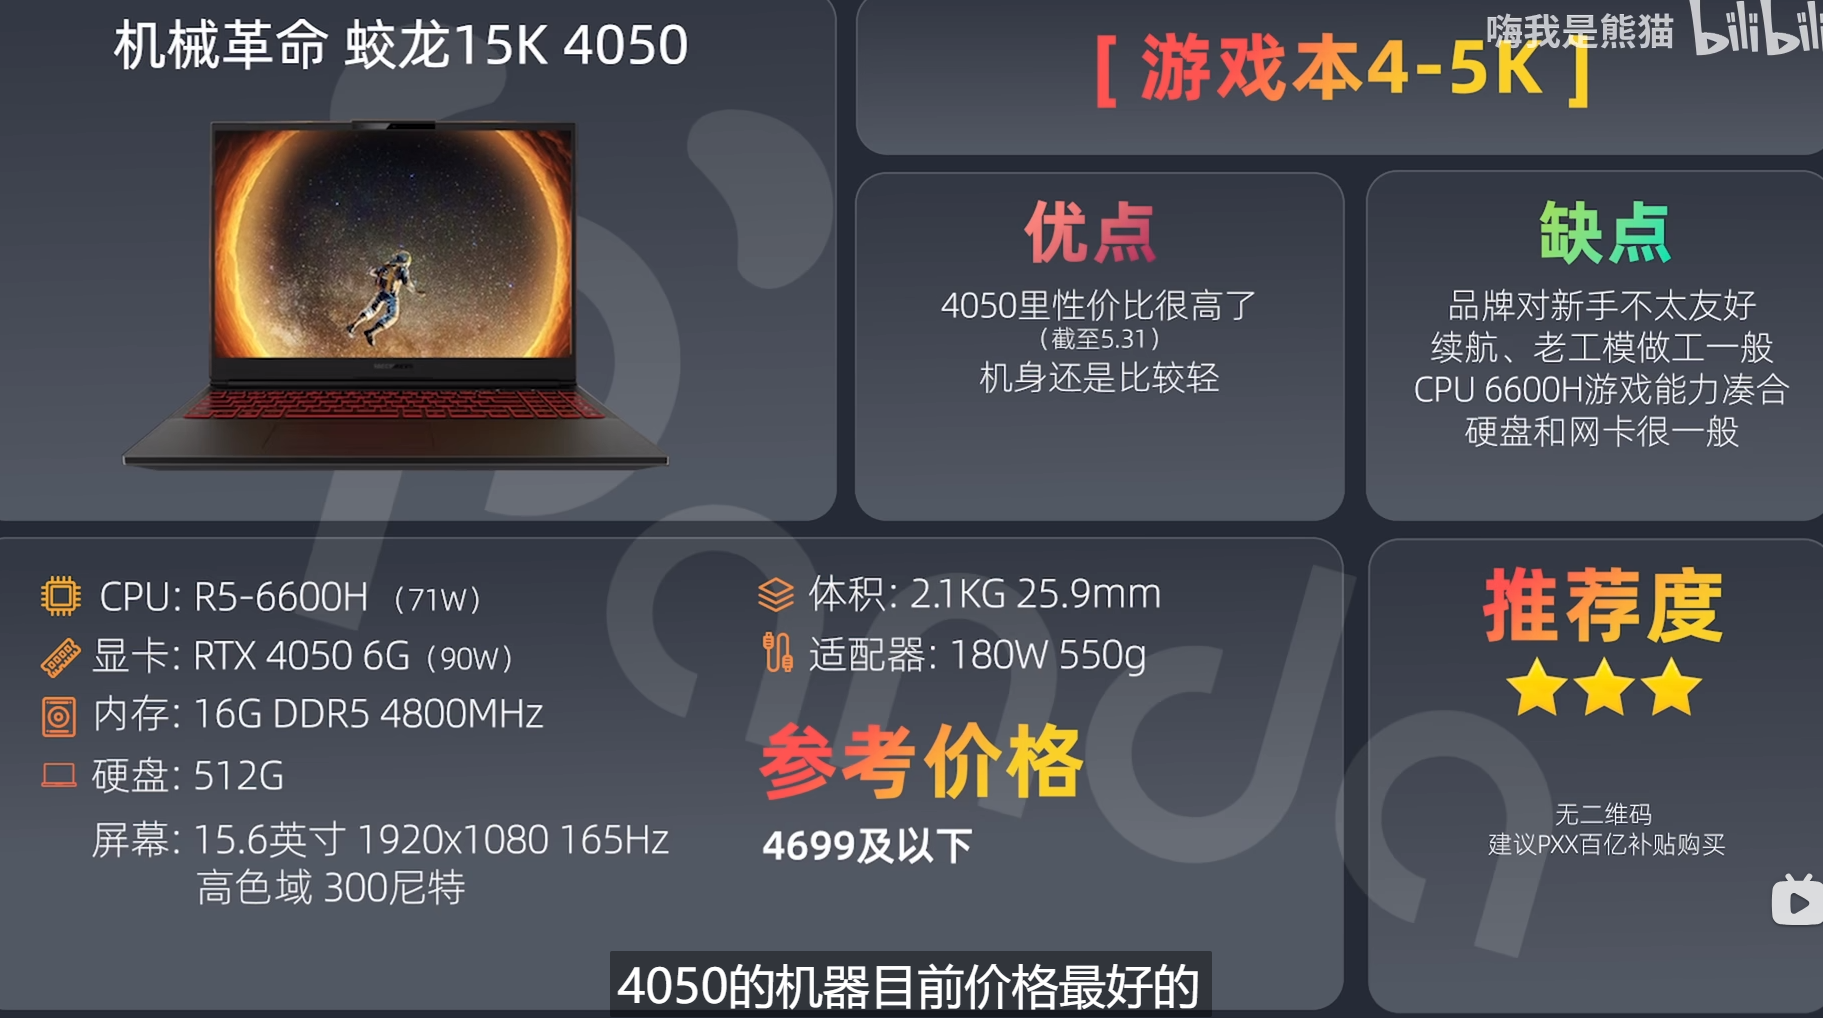 机械革命 蛟龙15K 4050
[ 游戏本4-5K ]
嗨我是熊猫
bilibili
优点
4050里性价比很高了
（截至5.31）
机身还是比较轻
缺点
品牌对新手不太友好
续航、老工模做工一般
CPU 6600H游戏能力凑合
硬盘和网卡很一般
CPU: R5-6600H （71W）
显卡: RTX 4050 6G（90W）
内存: 16G DDR5 4800MHz
硬盘: 512G
屏幕: 15.6英寸 1920x1080 165Hz
高色域 300尼特
体积: 2.1KG 25.9mm
适配器: 180W 550g
参考价格
4699及以下
推荐度
无二维码
建议PXX百亿补贴购买
Panda
4050的机器目前价格最好的